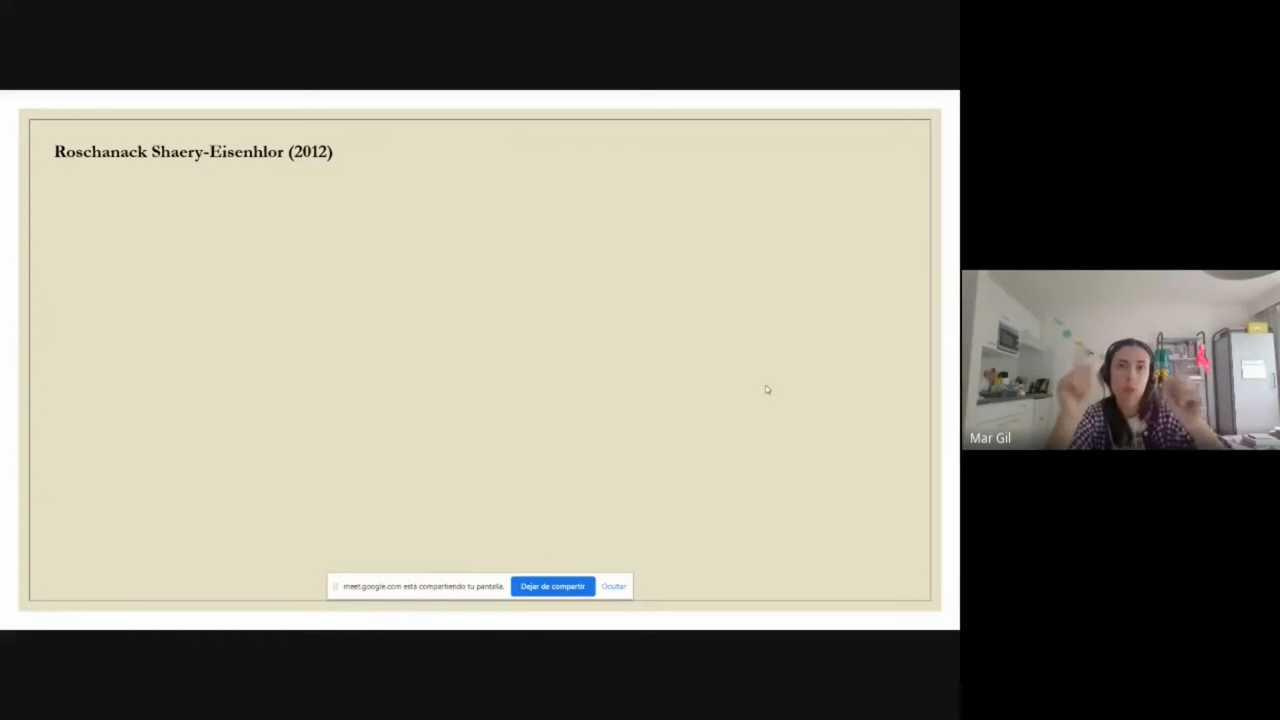 Roschanack Shaery-Eisenhlor (2012)
meet.google.com está compartiendo tu pantalla.
Dejar de compartir
Ocultar
Mar Gil